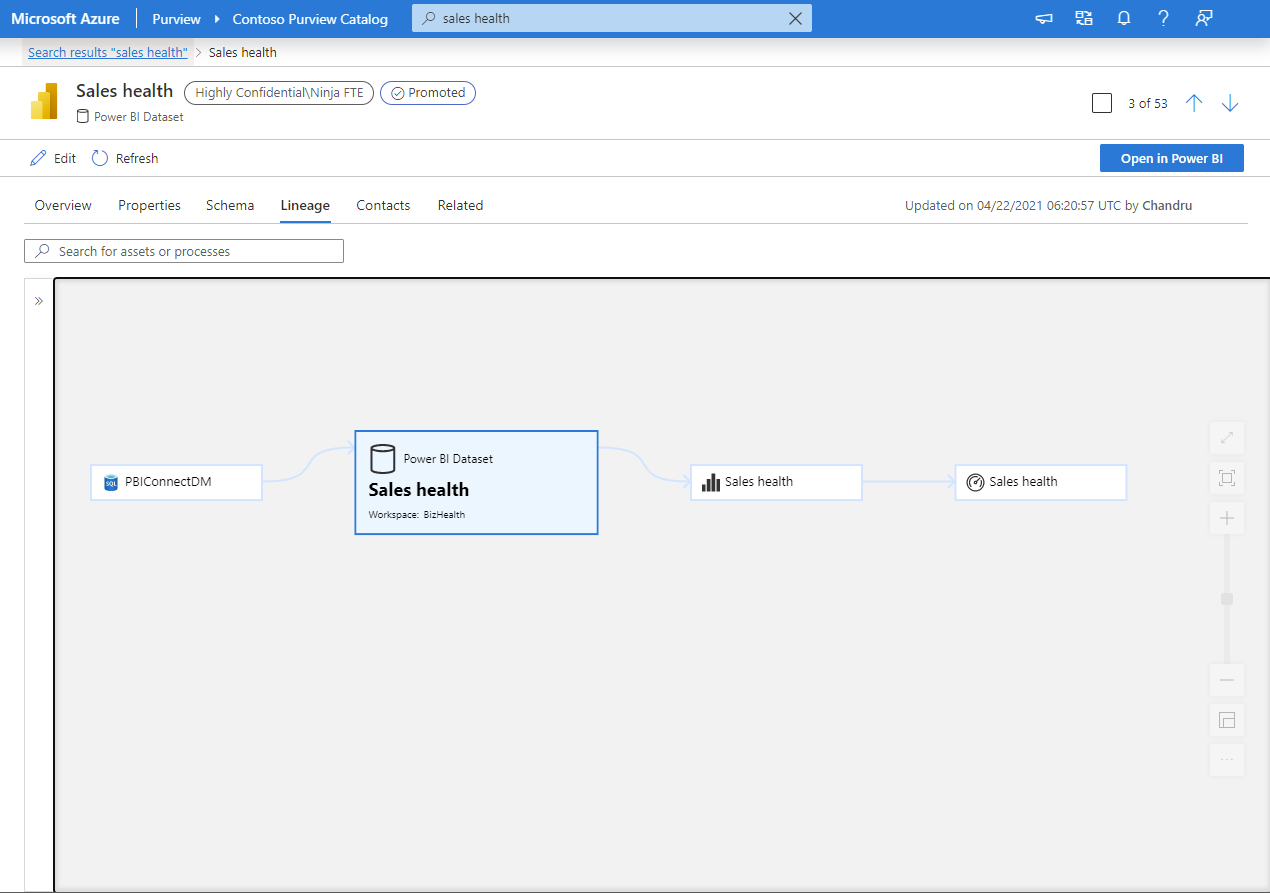 Microsoft Azure Purview Contoso Purview Catalog sales health
Search results "sales health" > Sales health
Sales health Highly Confidential\Ninja FTE Promoted
Power BI Dataset
3 of 53
Edit Refresh Open in Power BI
Overview Properties Schema Lineage Contacts Related Updated on 04/22/2021 06:20:57 UTC by Chandru
Search for assets or processes
SQL PBIConnectDM
Power BI Dataset
Sales health
Workspace: BizHealth
Sales health
Sales health